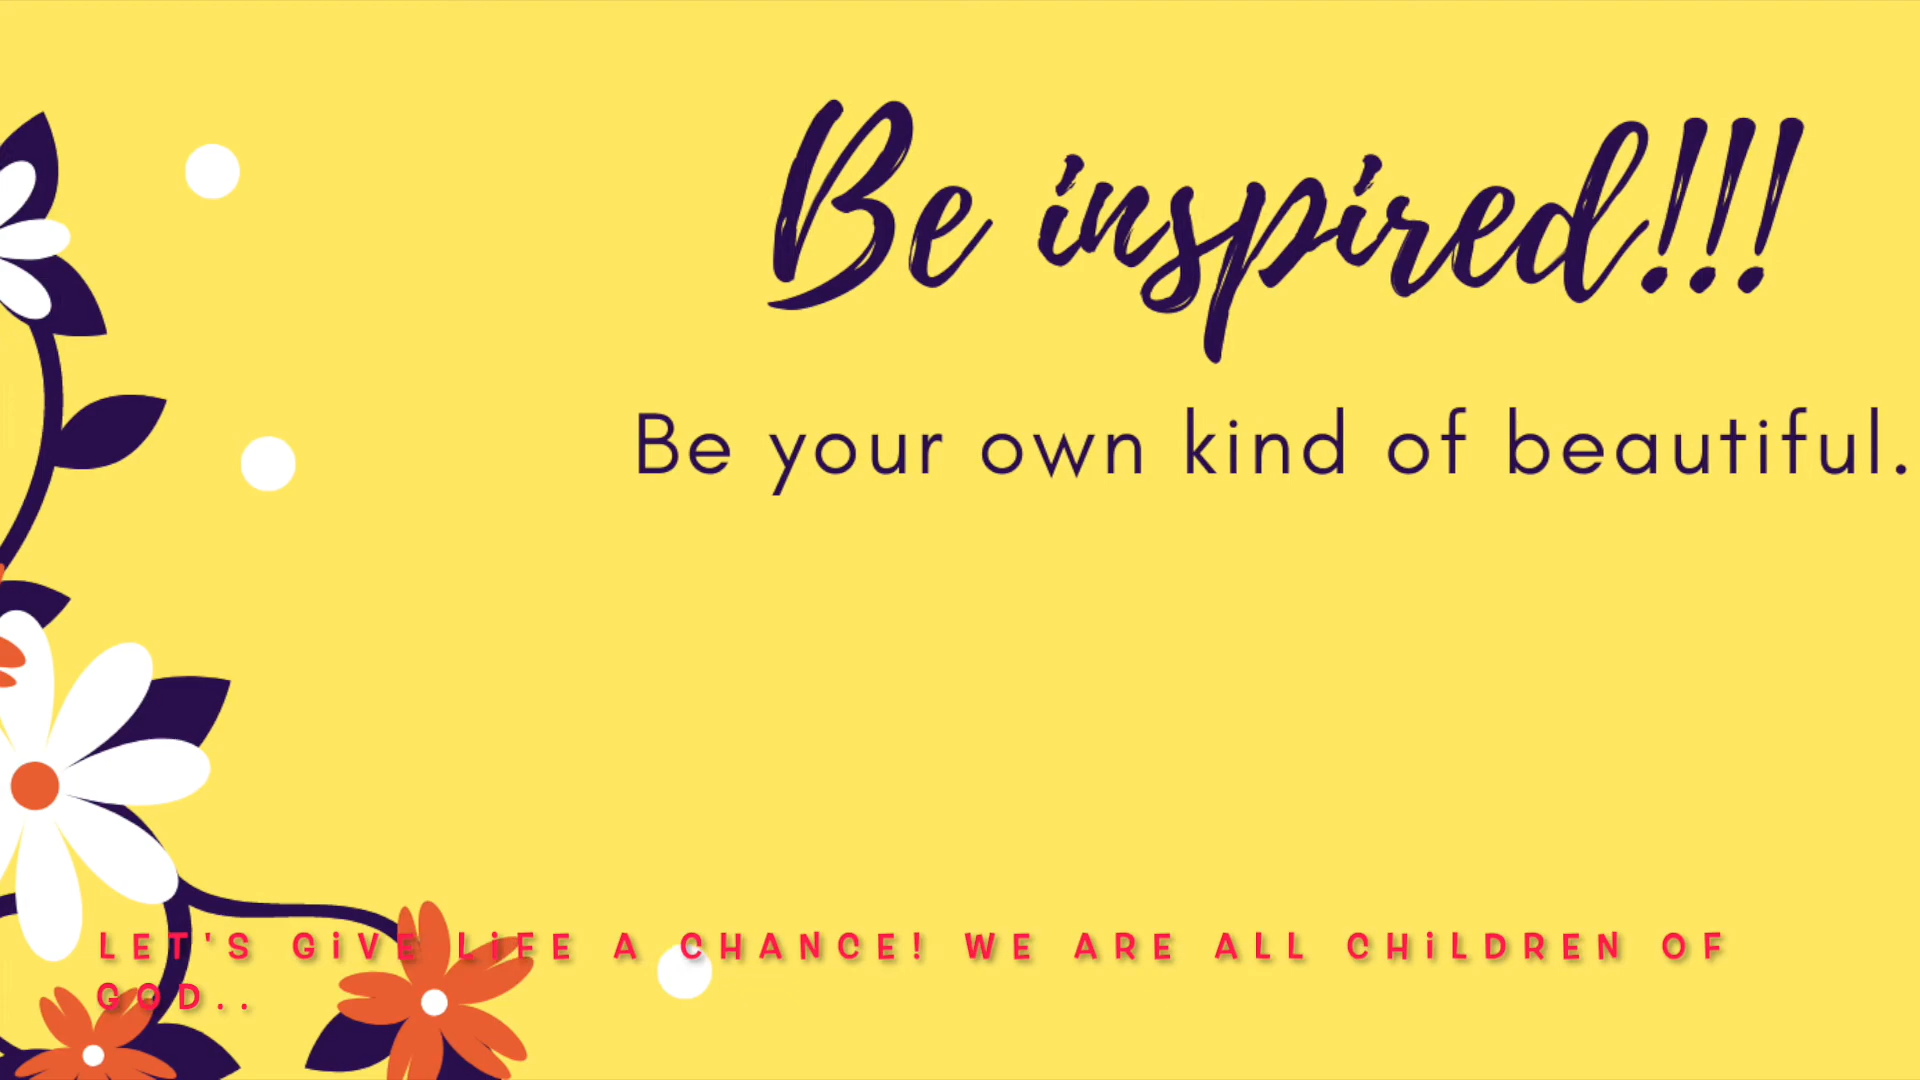 Be inspired!!!
Be your own kind of beautiful.
LET'S GiVE LiFE A CHANCE! WE ARE ALL CHiLDREN OF
GOD..